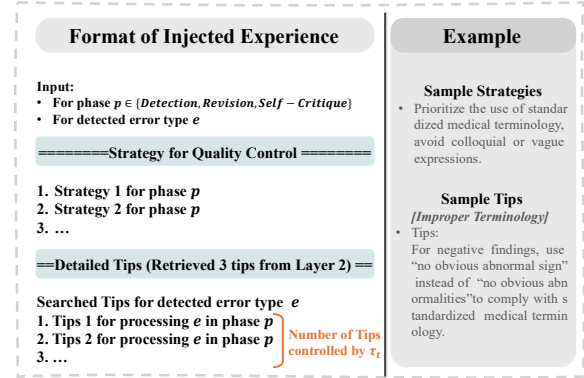 Format of Injected Experience
Input:
• For phase p ∈ {Detection, Revision, Self − Critique}
• For detected error type e
========Strategy for Quality Control ========
1. Strategy 1 for phase p
2. Strategy 2 for phase p
3. ...
==Detailed Tips (Retrieved 3 tips from Layer 2) ==
Searched Tips for detected error type e
1. Tips 1 for processing e in phase p
2. Tips 2 for processing e in phase p
3. ...
Number of Tips
controlled by τt
Example
Sample Strategies
• Prioritize the use of standar
dized medical terminology,
avoid colloquial or vague
expressions.
Sample Tips
[Improper Terminology]
• Tips:
For negative findings, use
“no obvious abnormal sign”
instead of “no obvious abn
ormalities”to comply with s
tandardized medical termin
ology.